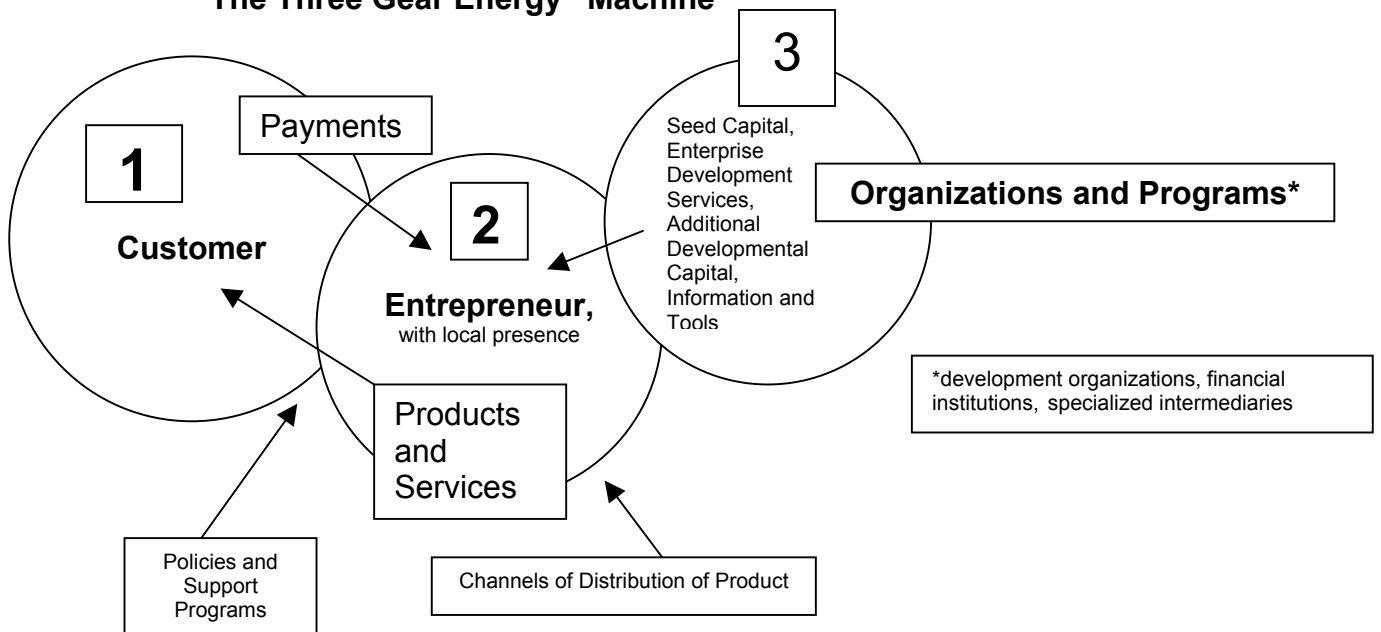 The Three Gear Energy Machine
3
Seed Capital,
Enterprise
Development
Services,
Additional
Developmental
Capital,
Information and
Tools
Organizations and Programs*
Payments
1
Customer
2
Entrepreneur,
with local presence
*development organizations, financial
institutions, specialized intermediaries
Products
and
Services
Policies and
Support
Programs
Channels of Distribution of Product